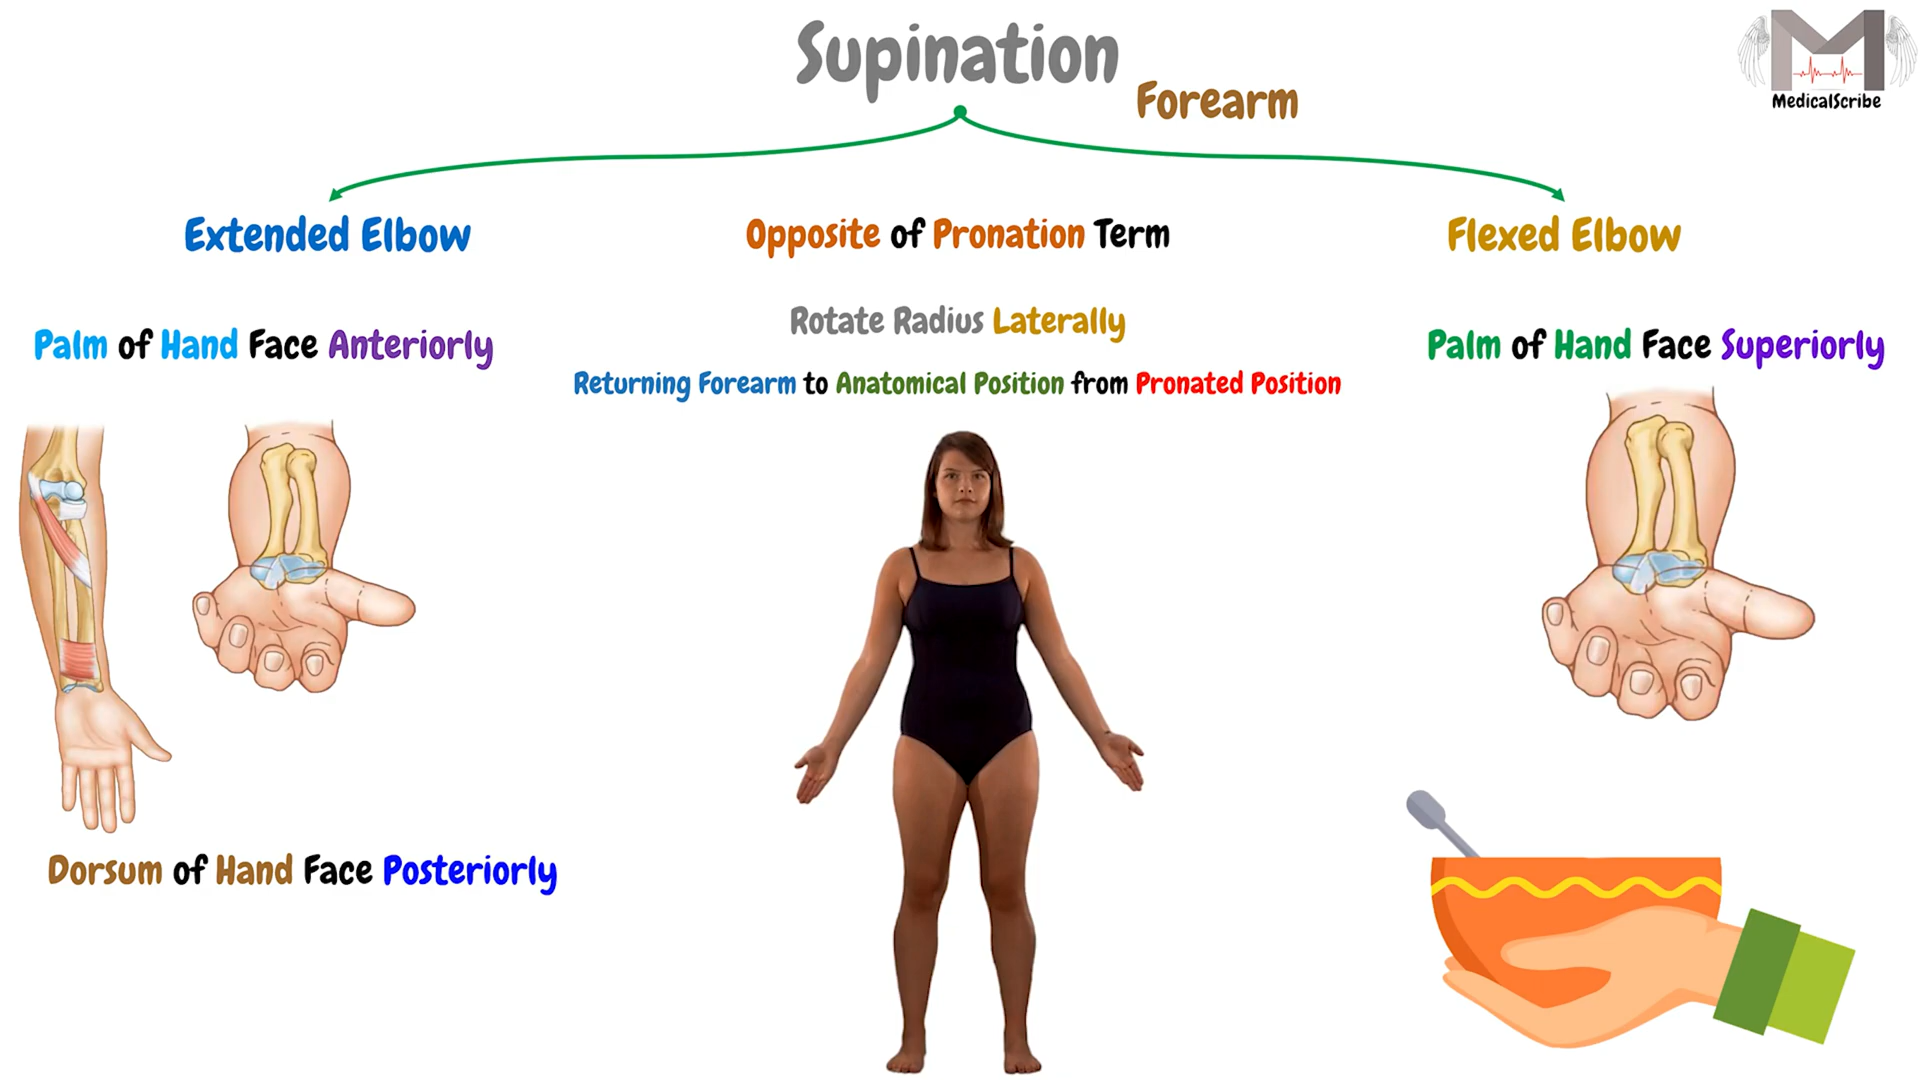 Supination
Forearm
MedicalScribe
Extended Elbow
Opposite of Pronation Term
Flexed Elbow
Palm of Hand Face Anteriorly
Rotate Radius Laterally
Returning Forearm to Anatomical Position from Pronated Position
Palm of Hand Face Superiorly
Dorsum of Hand Face Posteriorly